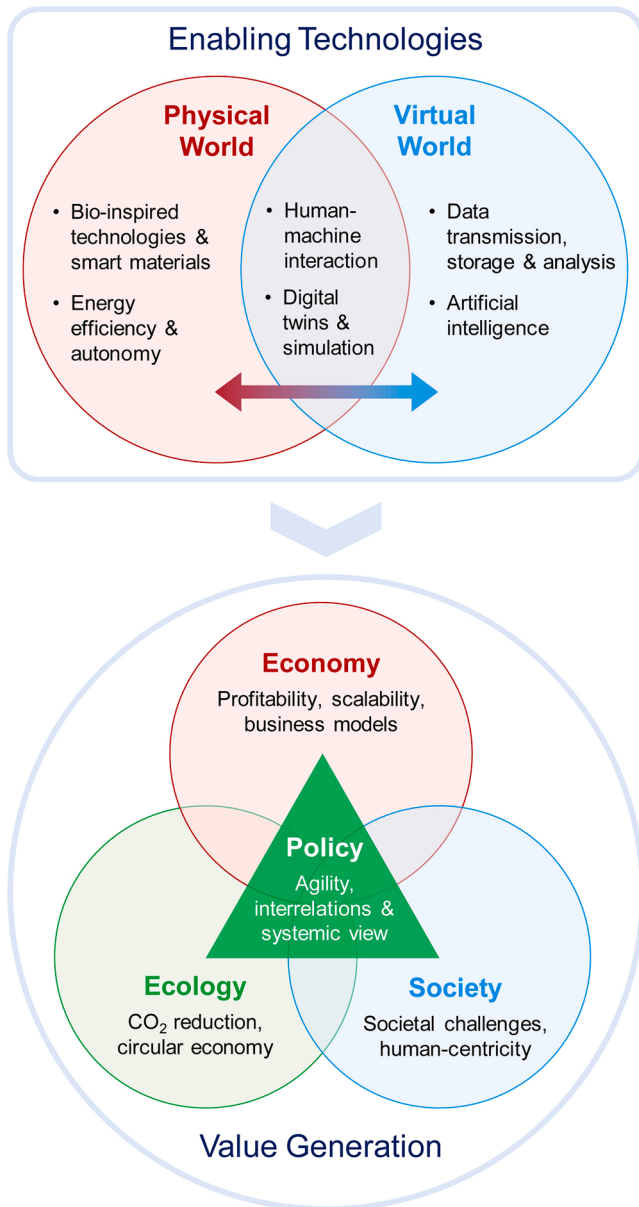 Enabling Technologies
Physical
World
• Bio-inspired
technologies &
smart materials
• Energy
efficiency &
autonomy
• Human-
machine
interaction
• Digital
twins &
simulation
Virtual
World
• Data
transmission,
storage & analysis
• Artificial
intelligence
Economy
Profitability, scalability,
business models
Policy
Agility,
interrelations &
systemic view
Ecology
CO₂ reduction,
circular economy
Society
Societal challenges,
human-centricity
Value Generation